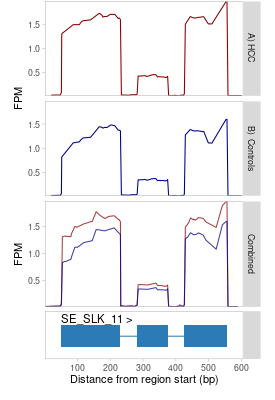 1.5
1.0
0.5
A) HCC
FPM
1.5
1.0
0.5
B) Controls
1.5
1.0
0.5
FPM
Combined
SE_SLK_11 >
100 200 300 400 500 600
Distance from region start (bp)